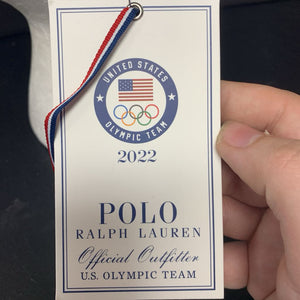 UNITED STATES
OLYMPIC TEAM
2022
POLO
RALPH LAUREN
Official Outfitter
U.S. OLYMPIC TEAM